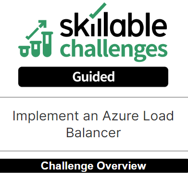 skillable
challenges
Guided
Implement an Azure Load
Balancer
Challenge Overview